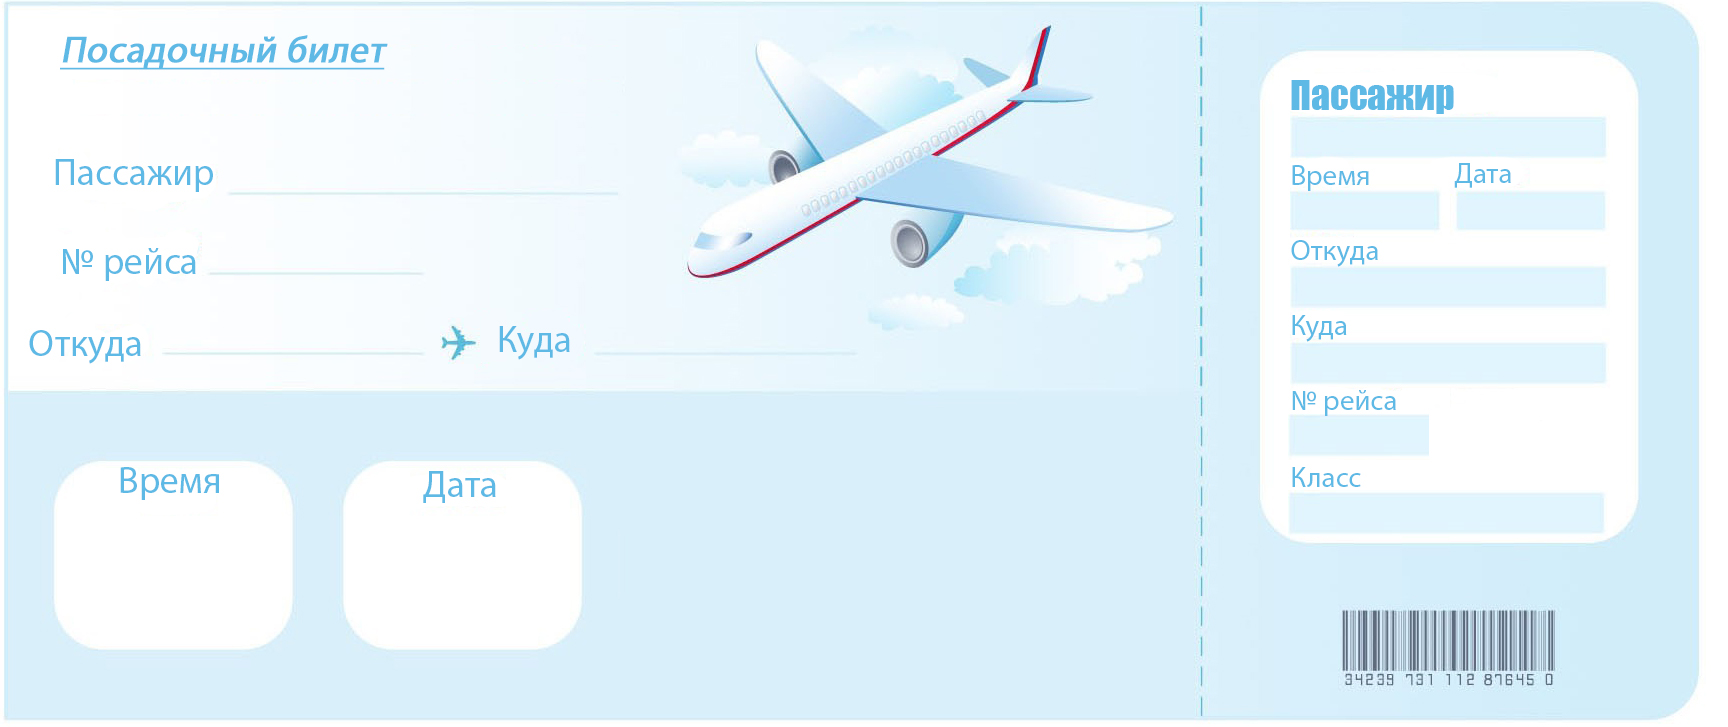 Посадочный билет
Пассажир
№ рейса
Откуда Куда
Время Дата
Пассажир
Время Дата
Откуда
Куда
№ рейса
Класс
34239 731 112 87645 0